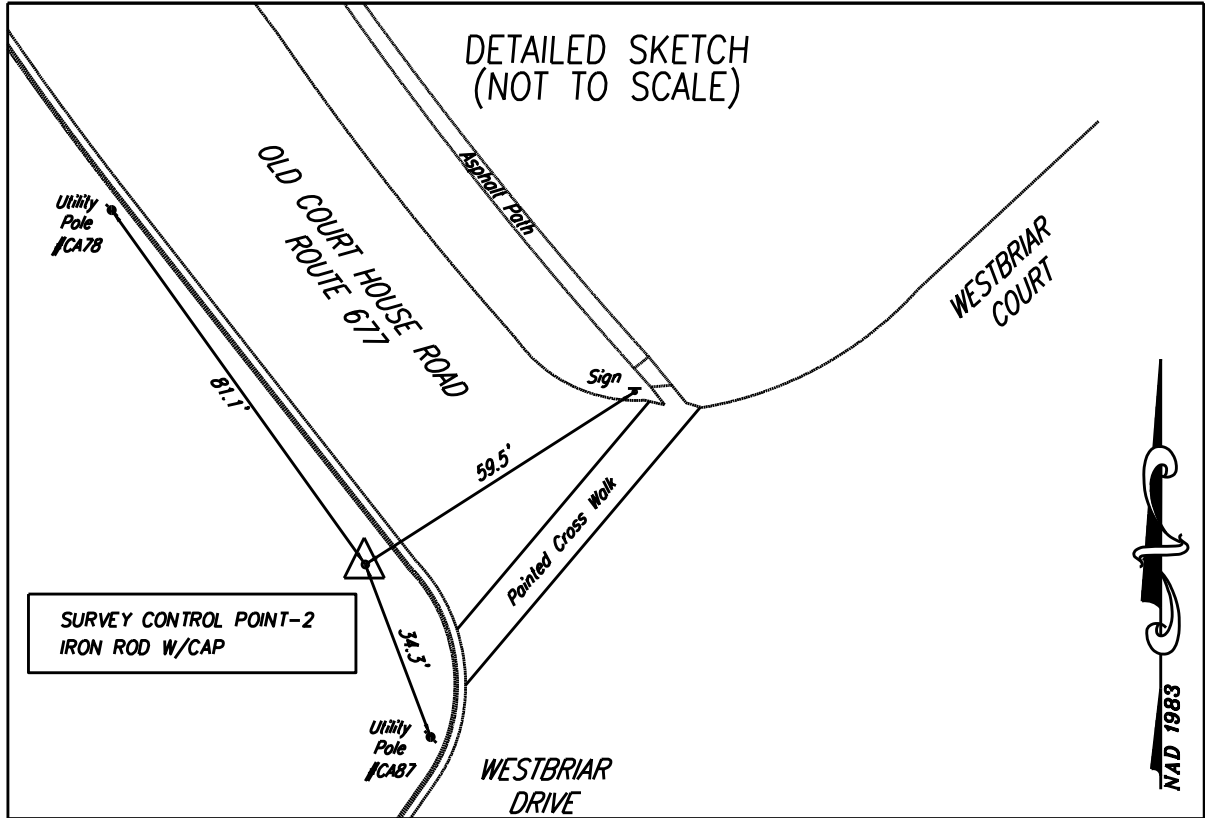 DETAILED SKETCH
(NOT TO SCALE)
OLD COURT HOUSE ROAD
ROUTE 677
Asphalt Path
Utility
Pole
#CA78
WESTBRIAR
COURT
Sign
81.1'
59.5'
Painted Cross Walk
SURVEY CONTROL POINT-2
IRON ROD W/CAP
34.3'
Utility
Pole
#CA87
WESTBRIAR
DRIVE
NAD 1983